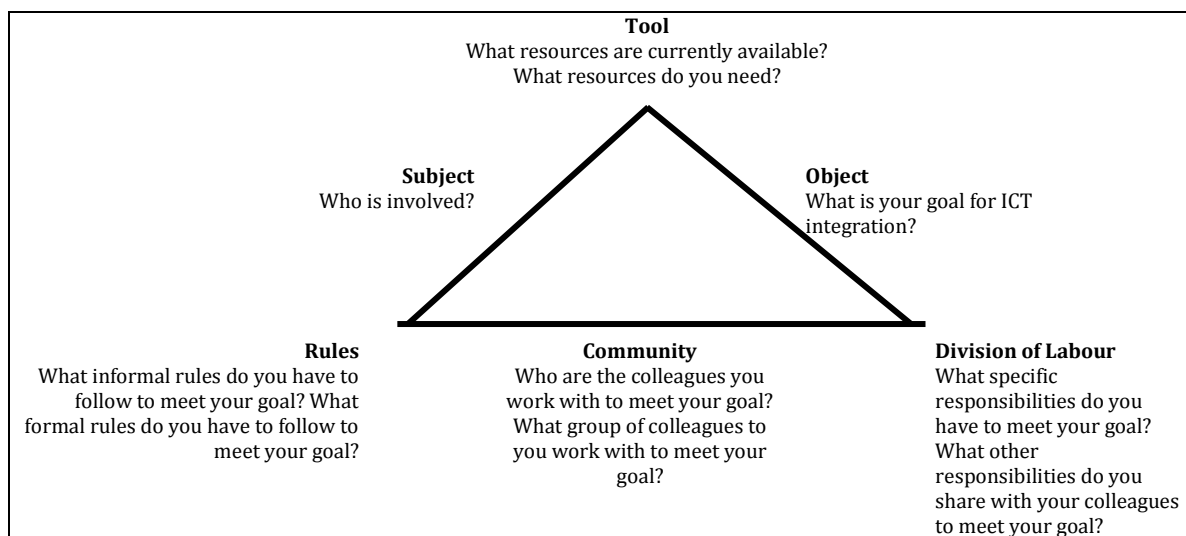 Tool
What resources are currently available?
What resources do you need?
Subject
Who is involved?
Object
What is your goal for ICT
integration?
Rules
What informal rules do you have to
follow to meet your goal? What
formal rules do you have to follow to
meet your goal?
Community
Who are the colleagues you
work with to meet your goal?
What group of colleagues to
you work with to meet your
goal?
Division of Labour
What specific
responsibilities do you
have to meet your goal?
What other
responsibilities do you
share with your colleagues
to meet your goal?